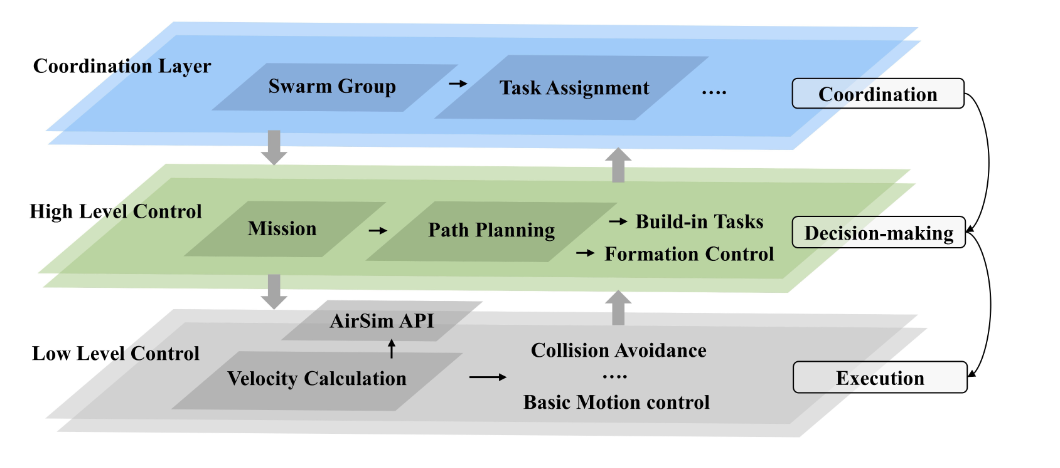 Coordination Layer
Swarm Group
Task Assignment
....
Coordination
High Level Control
Mission
Path Planning
Build-in Tasks
Formation Control
Decision-making
Low Level Control
AirSim API
Velocity Calculation
Collision Avoidance
....
Basic Motion control
Execution